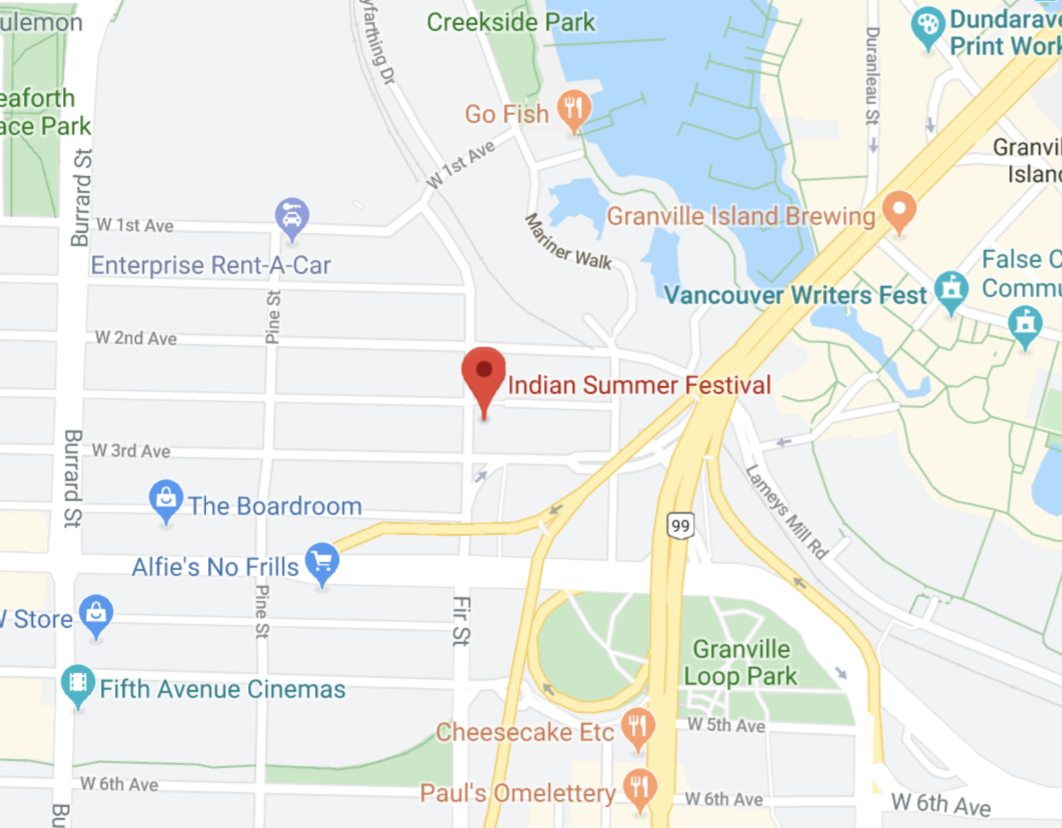 ulemon
Creekside Park
Dundarave
Print Work
yfarthing Dr
Duranleau St
eaforth
ace Park
Go Fish
Granvil
Island
W 1st Ave
Burrard St
W 1st Ave
Granville Island Brewing
Mariner Walk
Enterprise Rent-A-Car
False C
Commu
Vancouver Writers Fest
Pine St
W 2nd Ave
Indian Summer Festival
W 3rd Ave
Burrard St
The Boardroom
Lameys Mill Rd
99
Alfie's No Frills
W Store
Pine St
Fir St
Granville
Loop Park
Fifth Avenue Cinemas
W 5th Ave
Cheesecake Etc
W 6th Ave
Paul's Omelettery
W 6th Ave
W 6th Ave
Bu